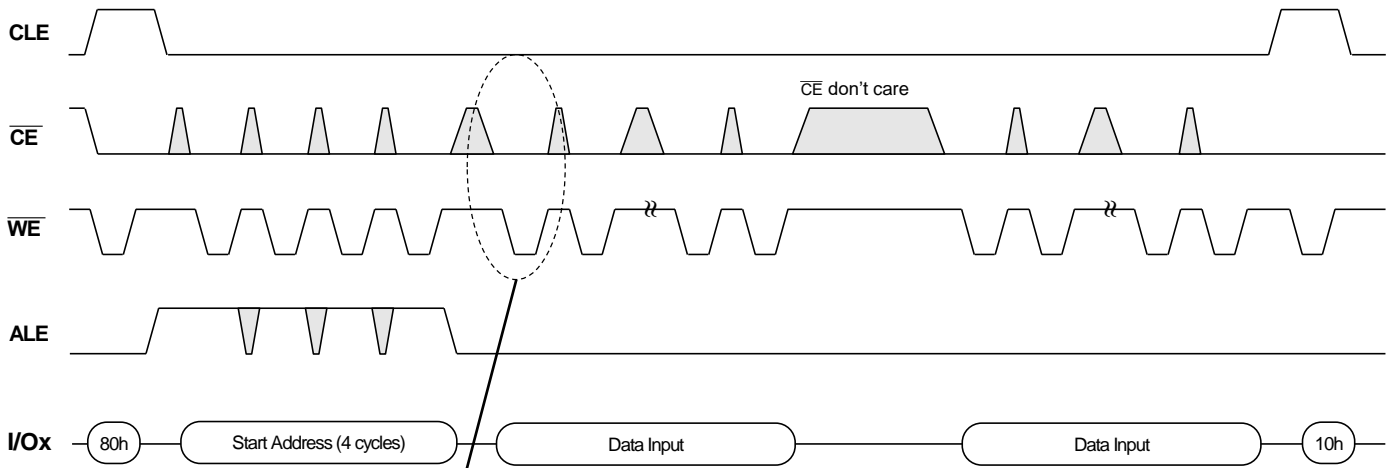 CLE
CE don't care
CE
WE
ALE
I/Ox 80h Start Address (4 cycles) Data Input Data Input 10h